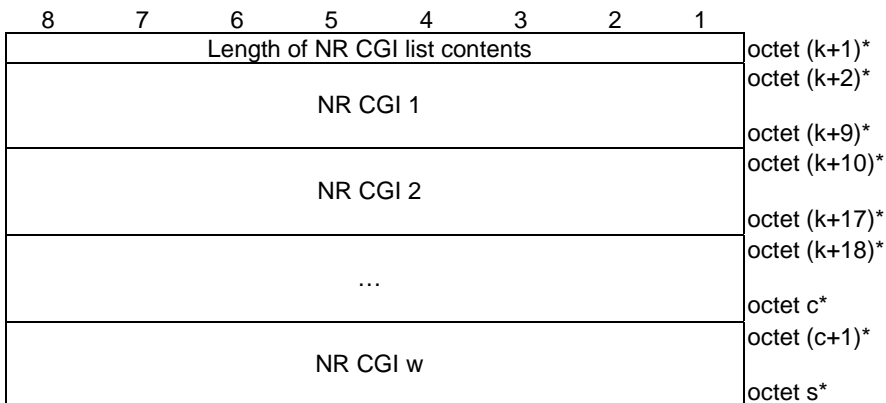 8 7 6 5 4 3 2 1
Length of NR CGI list contents octet (k+1)*
octet (k+2)*
NR CGI 1
octet (k+9)*
octet (k+10)*
NR CGI 2
octet (k+17)*
octet (k+18)*
…
octet c*
octet (c+1)*
NR CGI w
octet s*